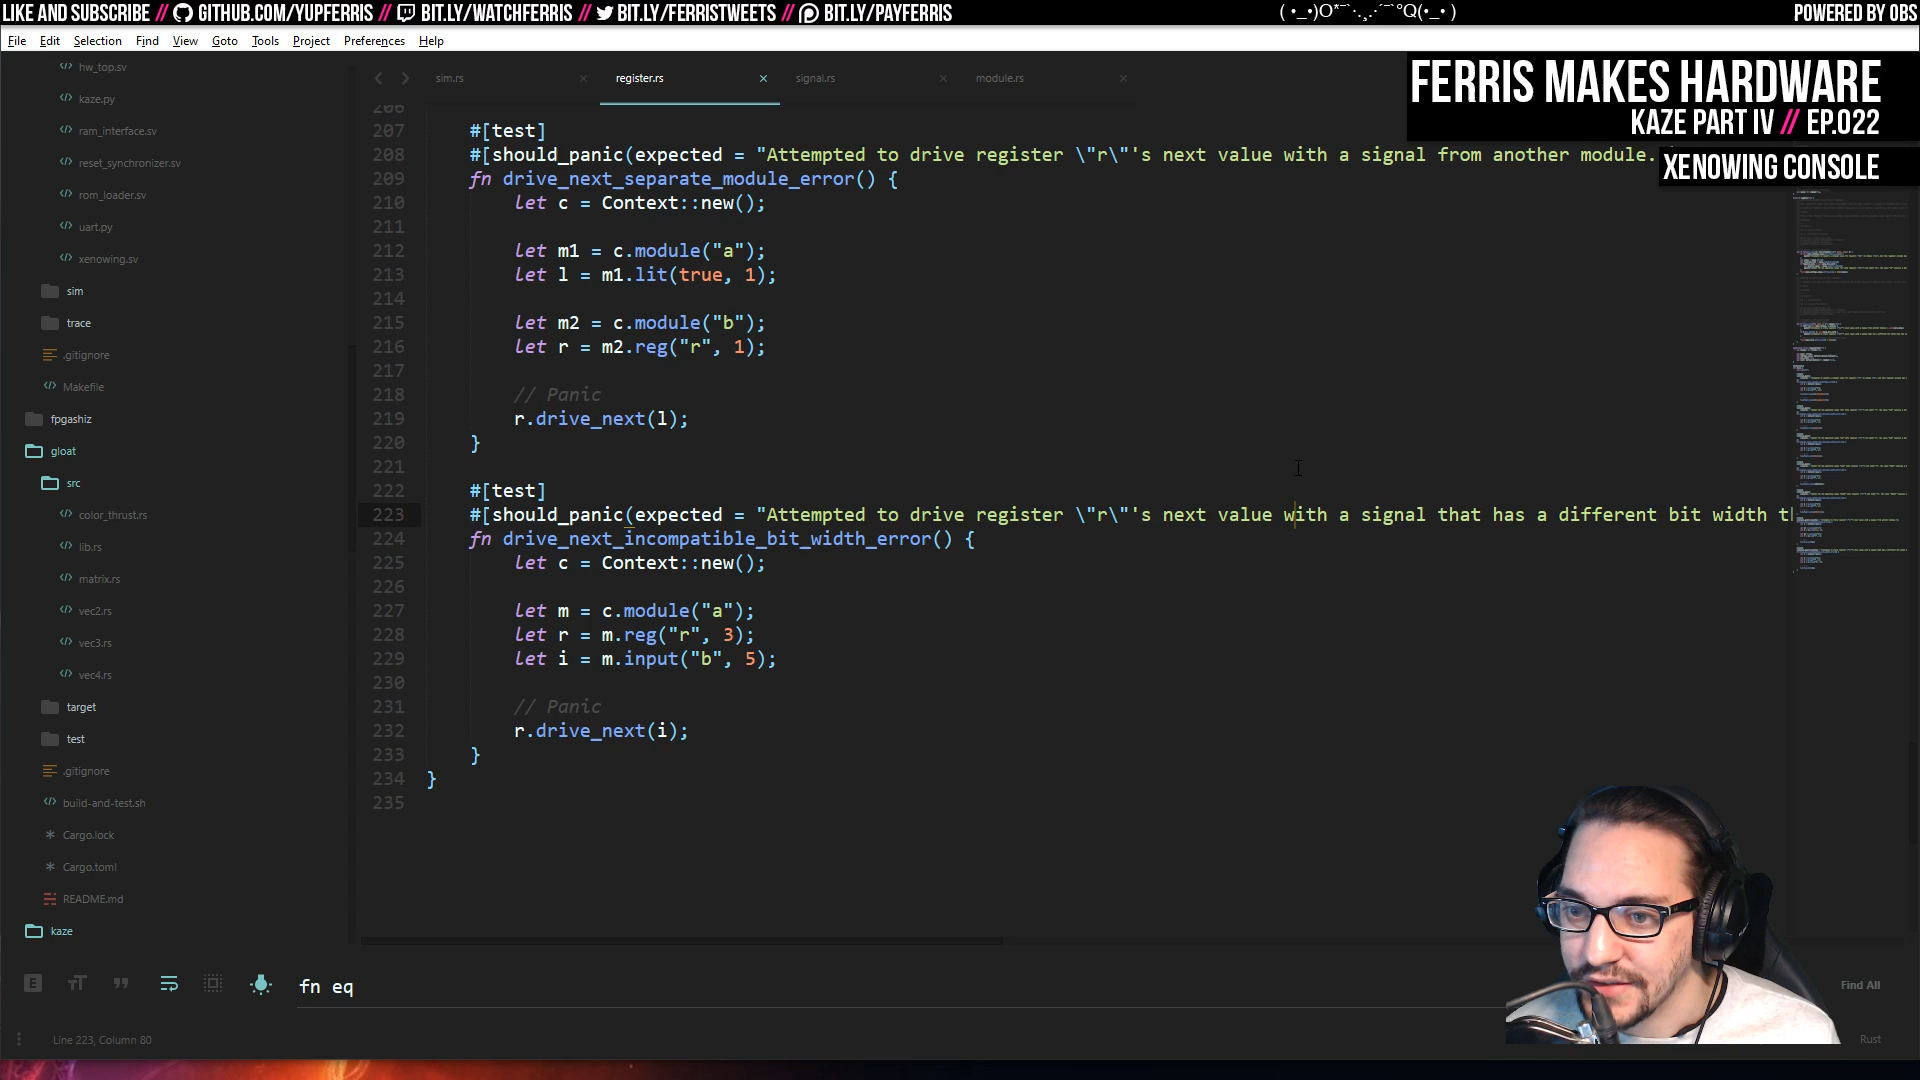 LIKE AND SUBSCRIBE // GITHUB.COM/YUPFERRIS // BIT.LY/WATCHFERRIS // BIT.LY/FERRISTWEETS // BIT.LY/PAYFERRIS
POWERED BY OBS
File Edit Selection Find View Goto Tools Project Preferences Help
FERRIS MAKES HARDWARE
KAZE PART IV // EP.022
XENOWING CONSOLE
hw_top.sv
kaze.py
ram_interface.sv
reset_synchronizer.sv
rom_loader.sv
uart.py
xenowing.sv
sim
trace
.gitignore
Makefile
fpgashiz
gloat
src
color_thrust.rs
lib.rs
matrix.rs
vec2.rs
vec3.rs
vec4.rs
target
test
.gitignore
build-and-test.sh
Cargo.lock
Cargo.toml
README.md
kaze
sim.rs register.rs signal.rs module.rs
206
207 #[test]
208 #[should_panic(expected = "Attempted to drive register \"r\"'s next value with a signal from another module.
209 fn drive_next_separate_module_error() {
210 let c = Context::new();
211
212 let m1 = c.module("a");
213 let l = m1.lit(true, 1);
214
215 let m2 = c.module("b");
216 let r = m2.reg("r", 1);
217
218 // Panic
219 r.drive_next(l);
220 }
221
222 #[test]
223 #[should_panic(expected = "Attempted to drive register \"r\"'s next value with a signal that has a different bit width t
224 fn drive_next_incompatible_bit_width_error() {
225 let c = Context::new();
226
227 let m = c.module("a");
228 let r = m.reg("r", 3);
229 let i = m.input("b", 5);
230
231 // Panic
232 r.drive_next(i);
233 }
234 }
235
fn eq
Find All
Line 223, Column 80
Rust